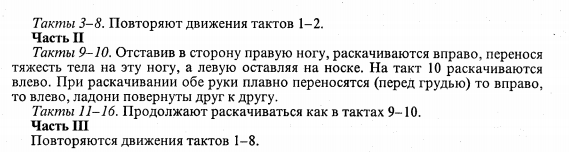 Такты 3–8. Повторяют движения тактов 1–2.
Часть II
Такты 9–10. Отставив в сторону правую ногу, раскачиваются вправо, перенося
тяжесть тела на эту ногу, а левую оставляя на носке. На такт 10 раскачиваются
влево. При раскачивании обе руки плавно переносятся (перед грудью) то вправо,
то влево, ладони повернуты друг к другу.
Такты 11–16. Продолжают раскачиваться как в тактах 9–10.
Часть III
Повторяются движения тактов 1–8.